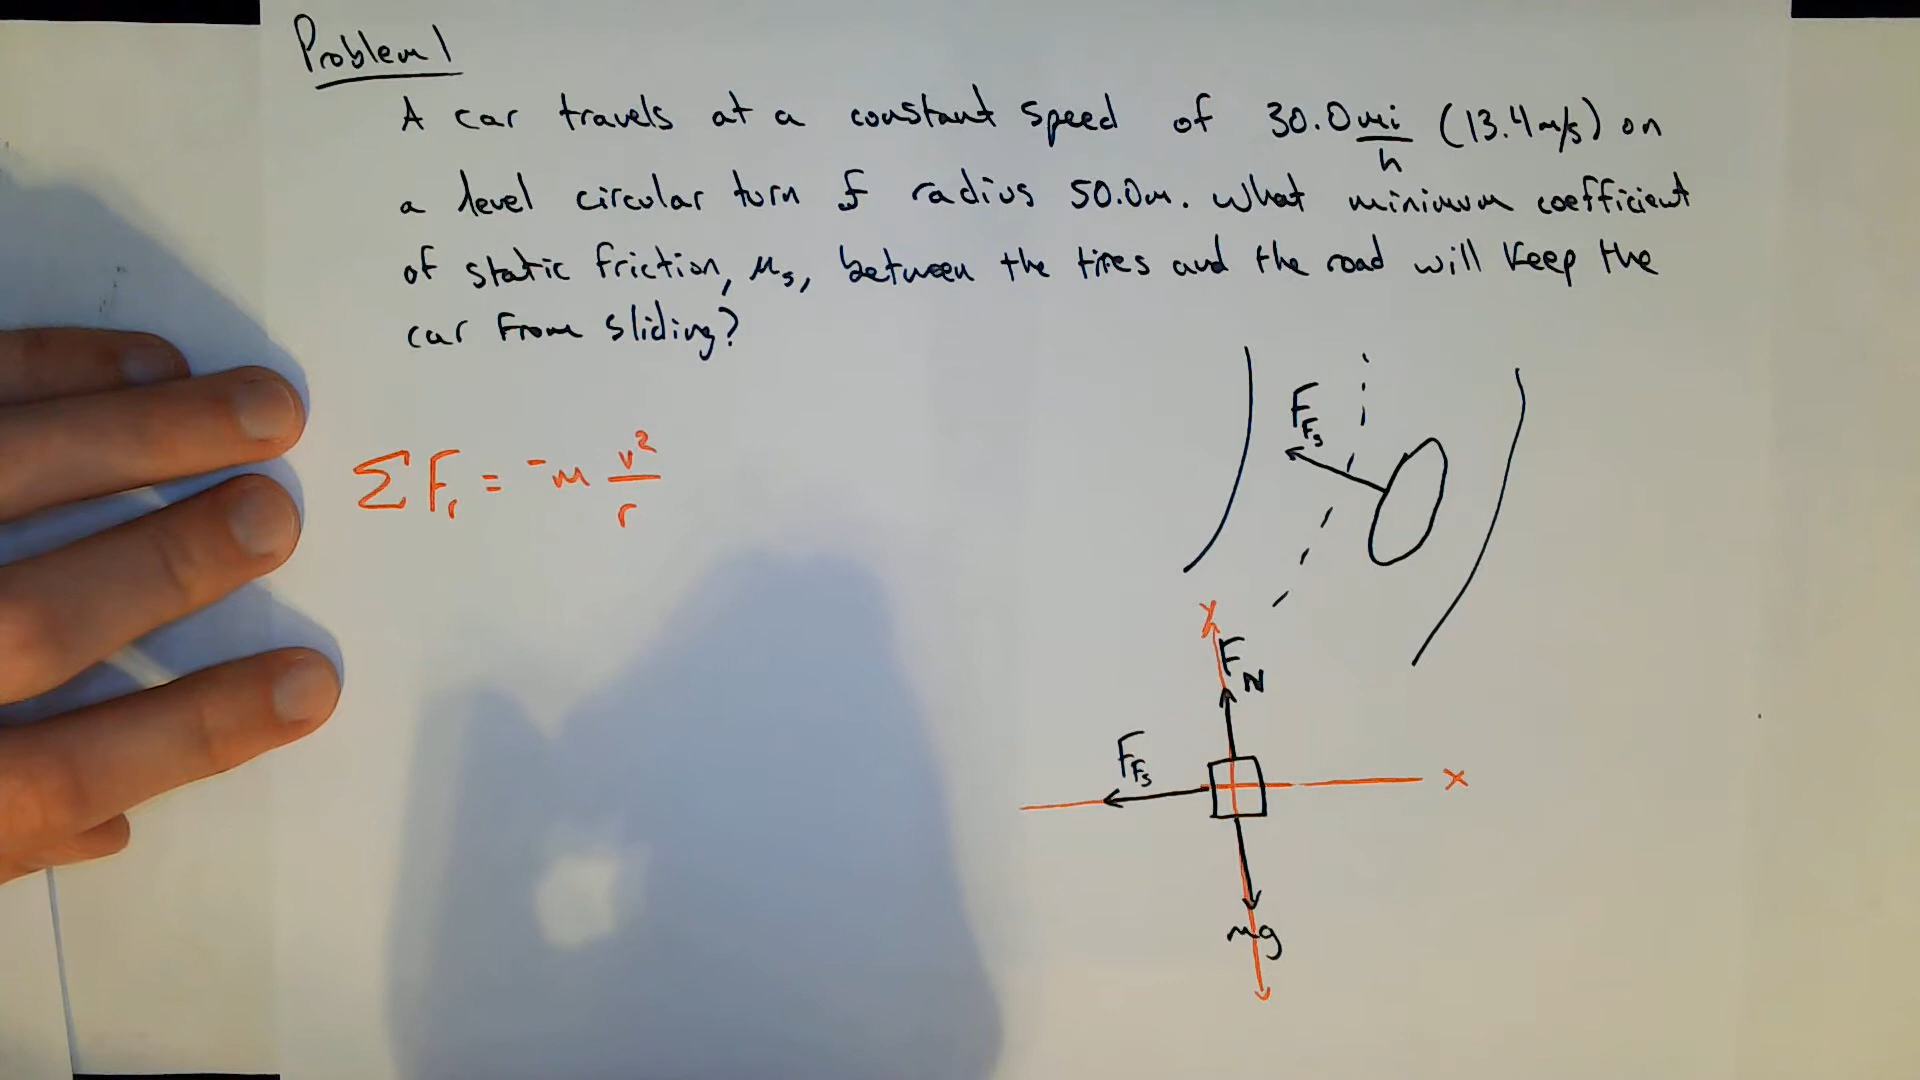 Problem 1
A car travels at a constant speed of 30.0 mi/h (13.4 m/s) on
a level circular turn of radius 50.0m. What minimum coefficient
of static friction, μs, between the tires and the road will keep the
car from sliding?
ΣFr = -m v²/r
FFs
y
FN
FFs
x
mg